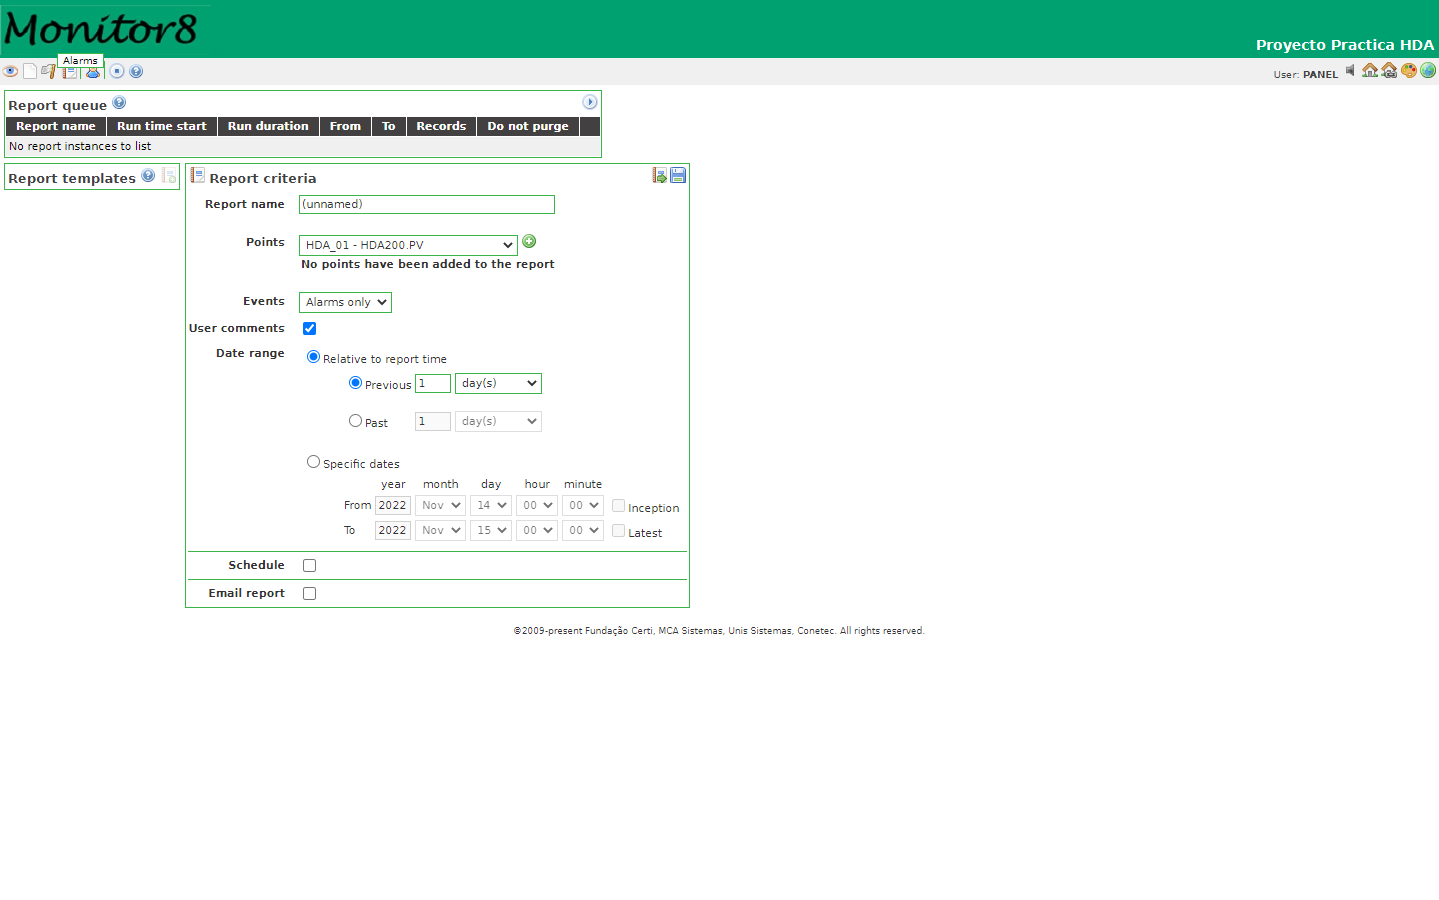 Monitor8
Proyecto Practica HDA
Alarms
User: PANEL
Report queue
Report name Run time start Run duration From To Records Do not purge
No report instances to list
Report templates
Report criteria
Report name (unnamed)
Points HDA_01 - HDA200.PV
No points have been added to the report
Events Alarms only
User comments
Date range Relative to report time
Previous 1 day(s)
Past 1 day(s)
Specific dates
year month day hour minute
From 2022 Nov 14 00 00 Inception
To 2022 Nov 15 00 00 Latest
Schedule
Email report
©2009-present Fundação Certi, MCA Sistemas, Unis Sistemas, Conetec. All rights reserved.